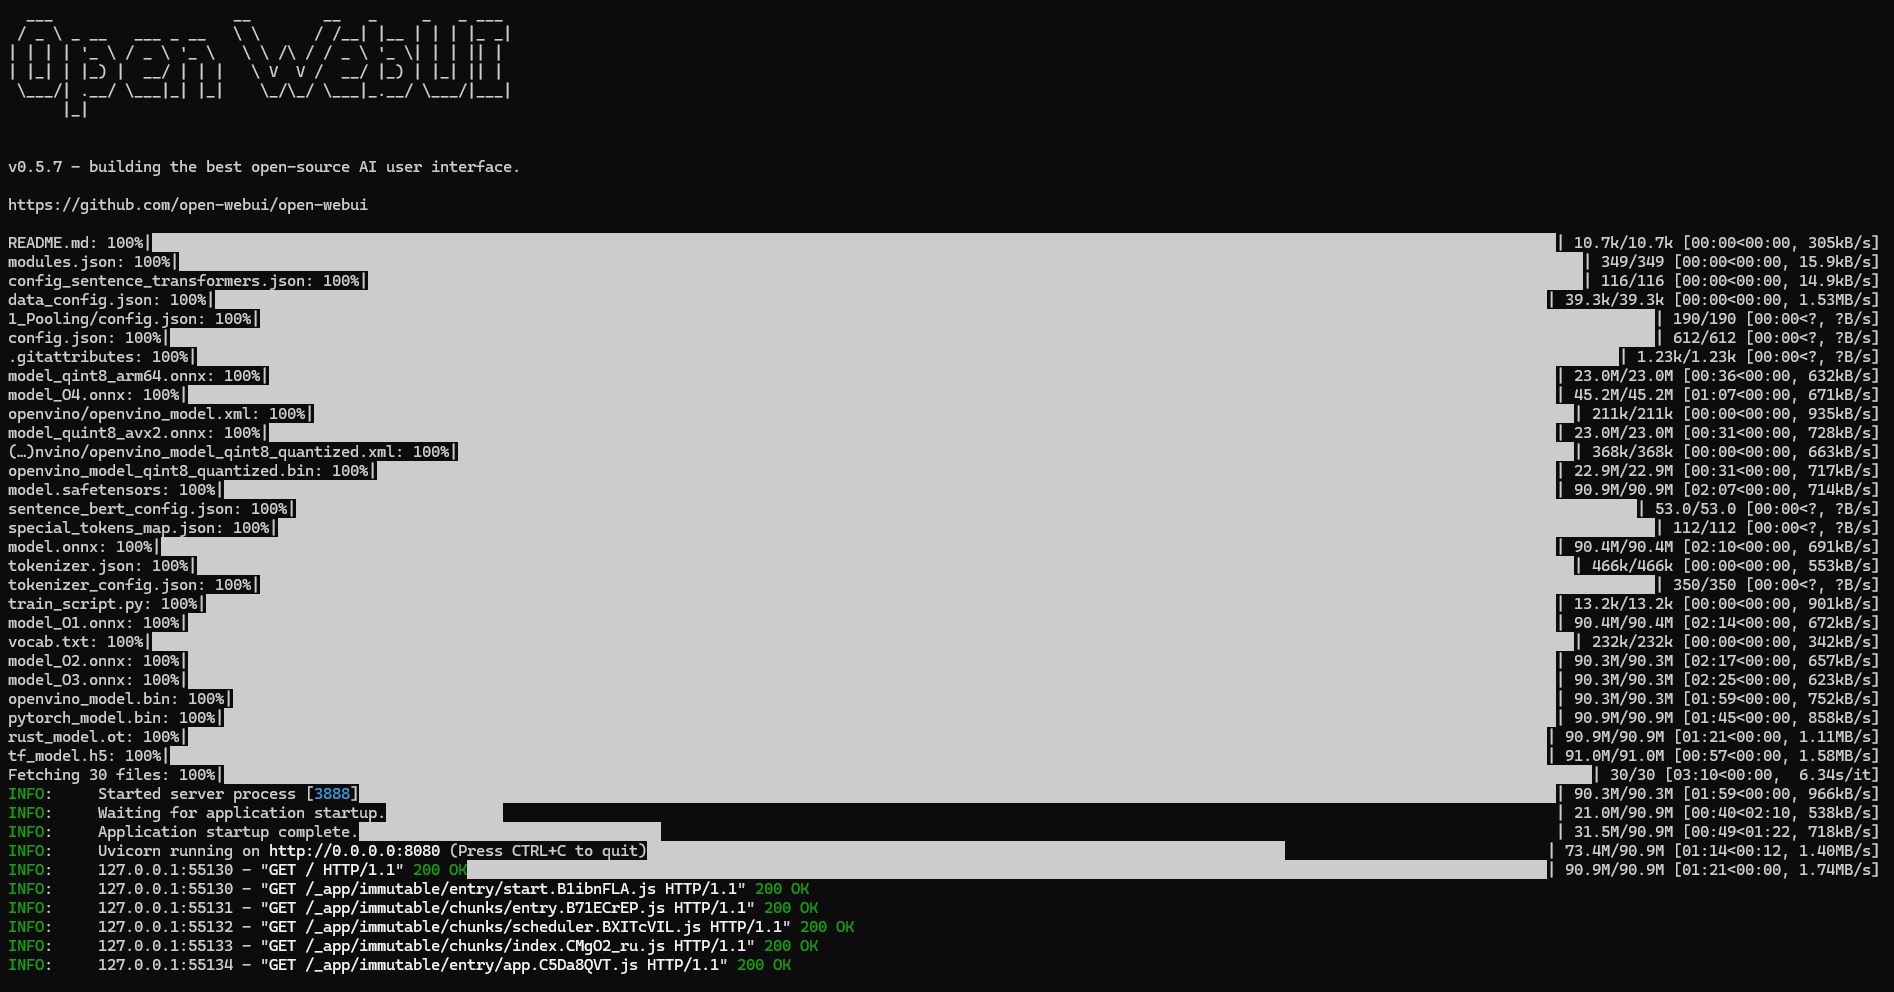 ___                    __        __   _     _   _ ___
 / _ \ _ __   ___ _ __   \ \      / /__| |__ | | | |_ _|
| | | | '_ \ / _ \ '_ \   \ \ /\ / / _ \ '_ \| | | || |
| |_| | |_) |  __/ | | |   \ V  V /  __/ |_) | |_| || |
 \___/| .__/ \___|_| |_|    \_/\_/ \___|_.__/ \___/|___|
      |_|
v0.5.7 - building the best open-source AI user interface.
https://github.com/open-webui/open-webui
README.md: 100%| | 10.7k/10.7k [00:00<00:00, 305kB/s]
modules.json: 100%| | 349/349 [00:00<00:00, 15.9kB/s]
config_sentence_transformers.json: 100%| | 116/116 [00:00<00:00, 14.9kB/s]
data_config.json: 100%| | 39.3k/39.3k [00:00<00:00, 1.53MB/s]
1_Pooling/config.json: 100%| | 190/190 [00:00<?, ?B/s]
config.json: 100%| | 612/612 [00:00<?, ?B/s]
.gitattributes: 100%| | 1.23k/1.23k [00:00<?, ?B/s]
model_qint8_arm64.onnx: 100%| | 23.0M/23.0M [00:36<00:00, 632kB/s]
model_O4.onnx: 100%| | 45.2M/45.2M [01:07<00:00, 671kB/s]
openvino/openvino_model.xml: 100%| | 211k/211k [00:00<00:00, 935kB/s]
model_quint8_avx2.onnx: 100%| | 23.0M/23.0M [00:31<00:00, 728kB/s]
(…)nvino/openvino_model_qint8_quantized.xml: 100%| | 368k/368k [00:00<00:00, 663kB/s]
openvino_model_qint8_quantized.bin: 100%| | 22.9M/22.9M [00:31<00:00, 717kB/s]
model.safetensors: 100%| | 90.9M/90.9M [02:07<00:00, 714kB/s]
sentence_bert_config.json: 100%| | 53.0/53.0 [00:00<?, ?B/s]
special_tokens_map.json: 100%| | 112/112 [00:00<?, ?B/s]
model.onnx: 100%| | 90.4M/90.4M [02:10<00:00, 691kB/s]
tokenizer.json: 100%| | 466k/466k [00:00<00:00, 553kB/s]
tokenizer_config.json: 100%| | 350/350 [00:00<?, ?B/s]
train_script.py: 100%| | 13.2k/13.2k [00:00<00:00, 901kB/s]
model_O1.onnx: 100%| | 90.4M/90.4M [02:14<00:00, 672kB/s]
vocab.txt: 100%| | 232k/232k [00:00<00:00, 342kB/s]
model_O2.onnx: 100%| | 90.3M/90.3M [02:17<00:00, 657kB/s]
model_O3.onnx: 100%| | 90.3M/90.3M [02:25<00:00, 623kB/s]
openvino_model.bin: 100%| | 90.3M/90.3M [01:59<00:00, 752kB/s]
pytorch_model.bin: 100%| | 90.9M/90.9M [01:45<00:00, 858kB/s]
rust_model.ot: 100%| | 90.9M/90.9M [01:21<00:00, 1.11MB/s]
tf_model.h5: 100%| | 91.0M/91.0M [00:57<00:00, 1.58MB/s]
Fetching 30 files: 100%| | 30/30 [03:10<00:00,  6.34s/it]
INFO:     Started server process [3888] | 90.3M/90.9M [01:59<00:00, 966kB/s]
INFO:     Waiting for application startup. | 21.0M/90.9M [00:40<02:10, 538kB/s]
INFO:     Application startup complete. | 31.5M/90.9M [00:49<01:22, 718kB/s]
INFO:     Uvicorn running on http://0.0.0.0:8080 (Press CTRL+C to quit) | 73.4M/90.9M [01:14<00:12, 1.40MB/s]
INFO:     127.0.0.1:55130 - "GET / HTTP/1.1" 200 OK | 90.9M/90.9M [01:21<00:00, 1.74MB/s]
INFO:     127.0.0.1:55130 - "GET /_app/immutable/entry/start.B1ibnFLA.js HTTP/1.1" 200 OK
INFO:     127.0.0.1:55131 - "GET /_app/immutable/chunks/entry.B71ECrEP.js HTTP/1.1" 200 OK
INFO:     127.0.0.1:55132 - "GET /_app/immutable/chunks/scheduler.BXITcVIL.js HTTP/1.1" 200 OK
INFO:     127.0.0.1:55133 - "GET /_app/immutable/chunks/index.CMgO2_ru.js HTTP/1.1" 200 OK
INFO:     127.0.0.1:55134 - "GET /_app/immutable/entry/app.C5Da8QVT.js HTTP/1.1" 200 OK